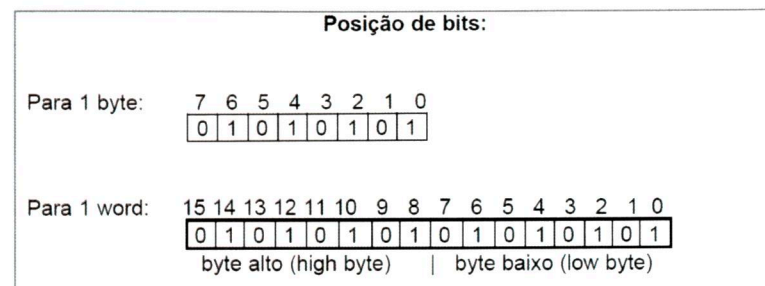 Posição de bits:
Para 1 byte: 7 6 5 4 3 2 1 0
0 1 0 1 0 1 0 1
Para 1 word: 15 14 13 12 11 10 9 8 7 6 5 4 3 2 1 0
0 1 0 1 0 1 0 1 0 1 0 1 0 1 0 1
byte alto (high byte) | byte baixo (low byte)